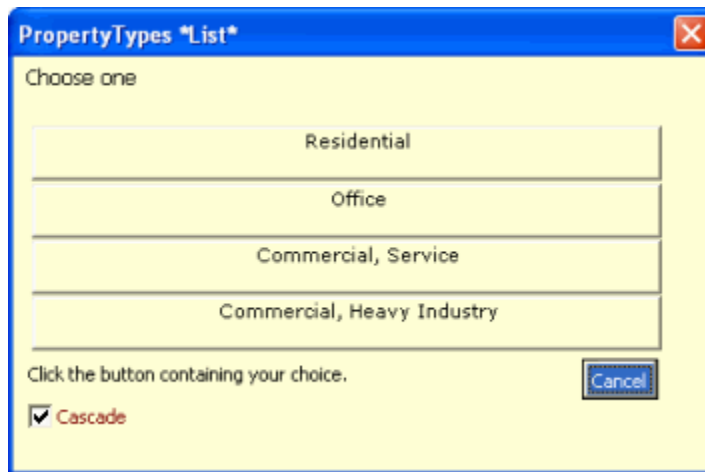 PropertyTypes *List*
Choose one
Residential
Office
Commercial, Service
Commercial, Heavy Industry
Click the button containing your choice.
Cancel
Cascade